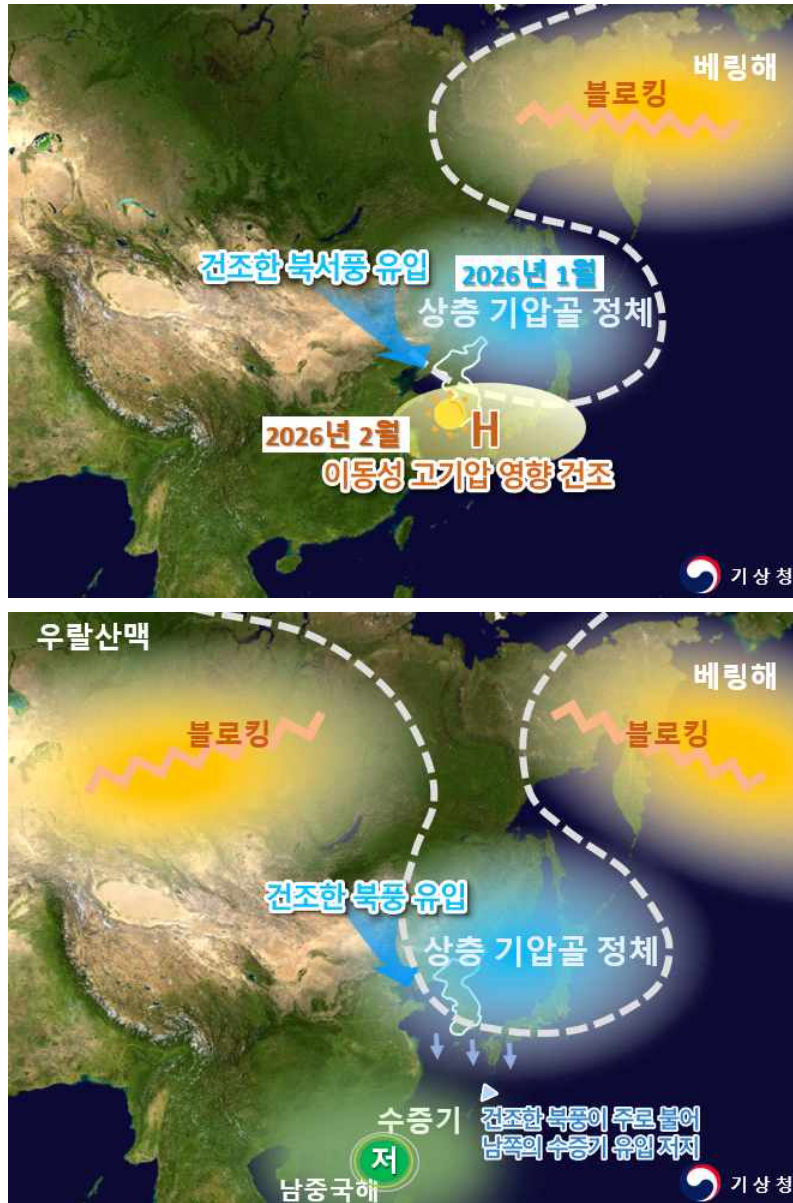 베링해
블로킹
건조한 북서풍 유입
2026년 1월
상층 기압골 정체
2026년 2월
H
이동성 고기압 영향 건조
기상청
우랄산맥
베링해
블로킹
블로킹
건조한 북풍 유입
상층 기압골 정체
수증기
건조한 북풍이 주로 불어
남쪽의 수증기 유입 저지
저
남중국해
기상청